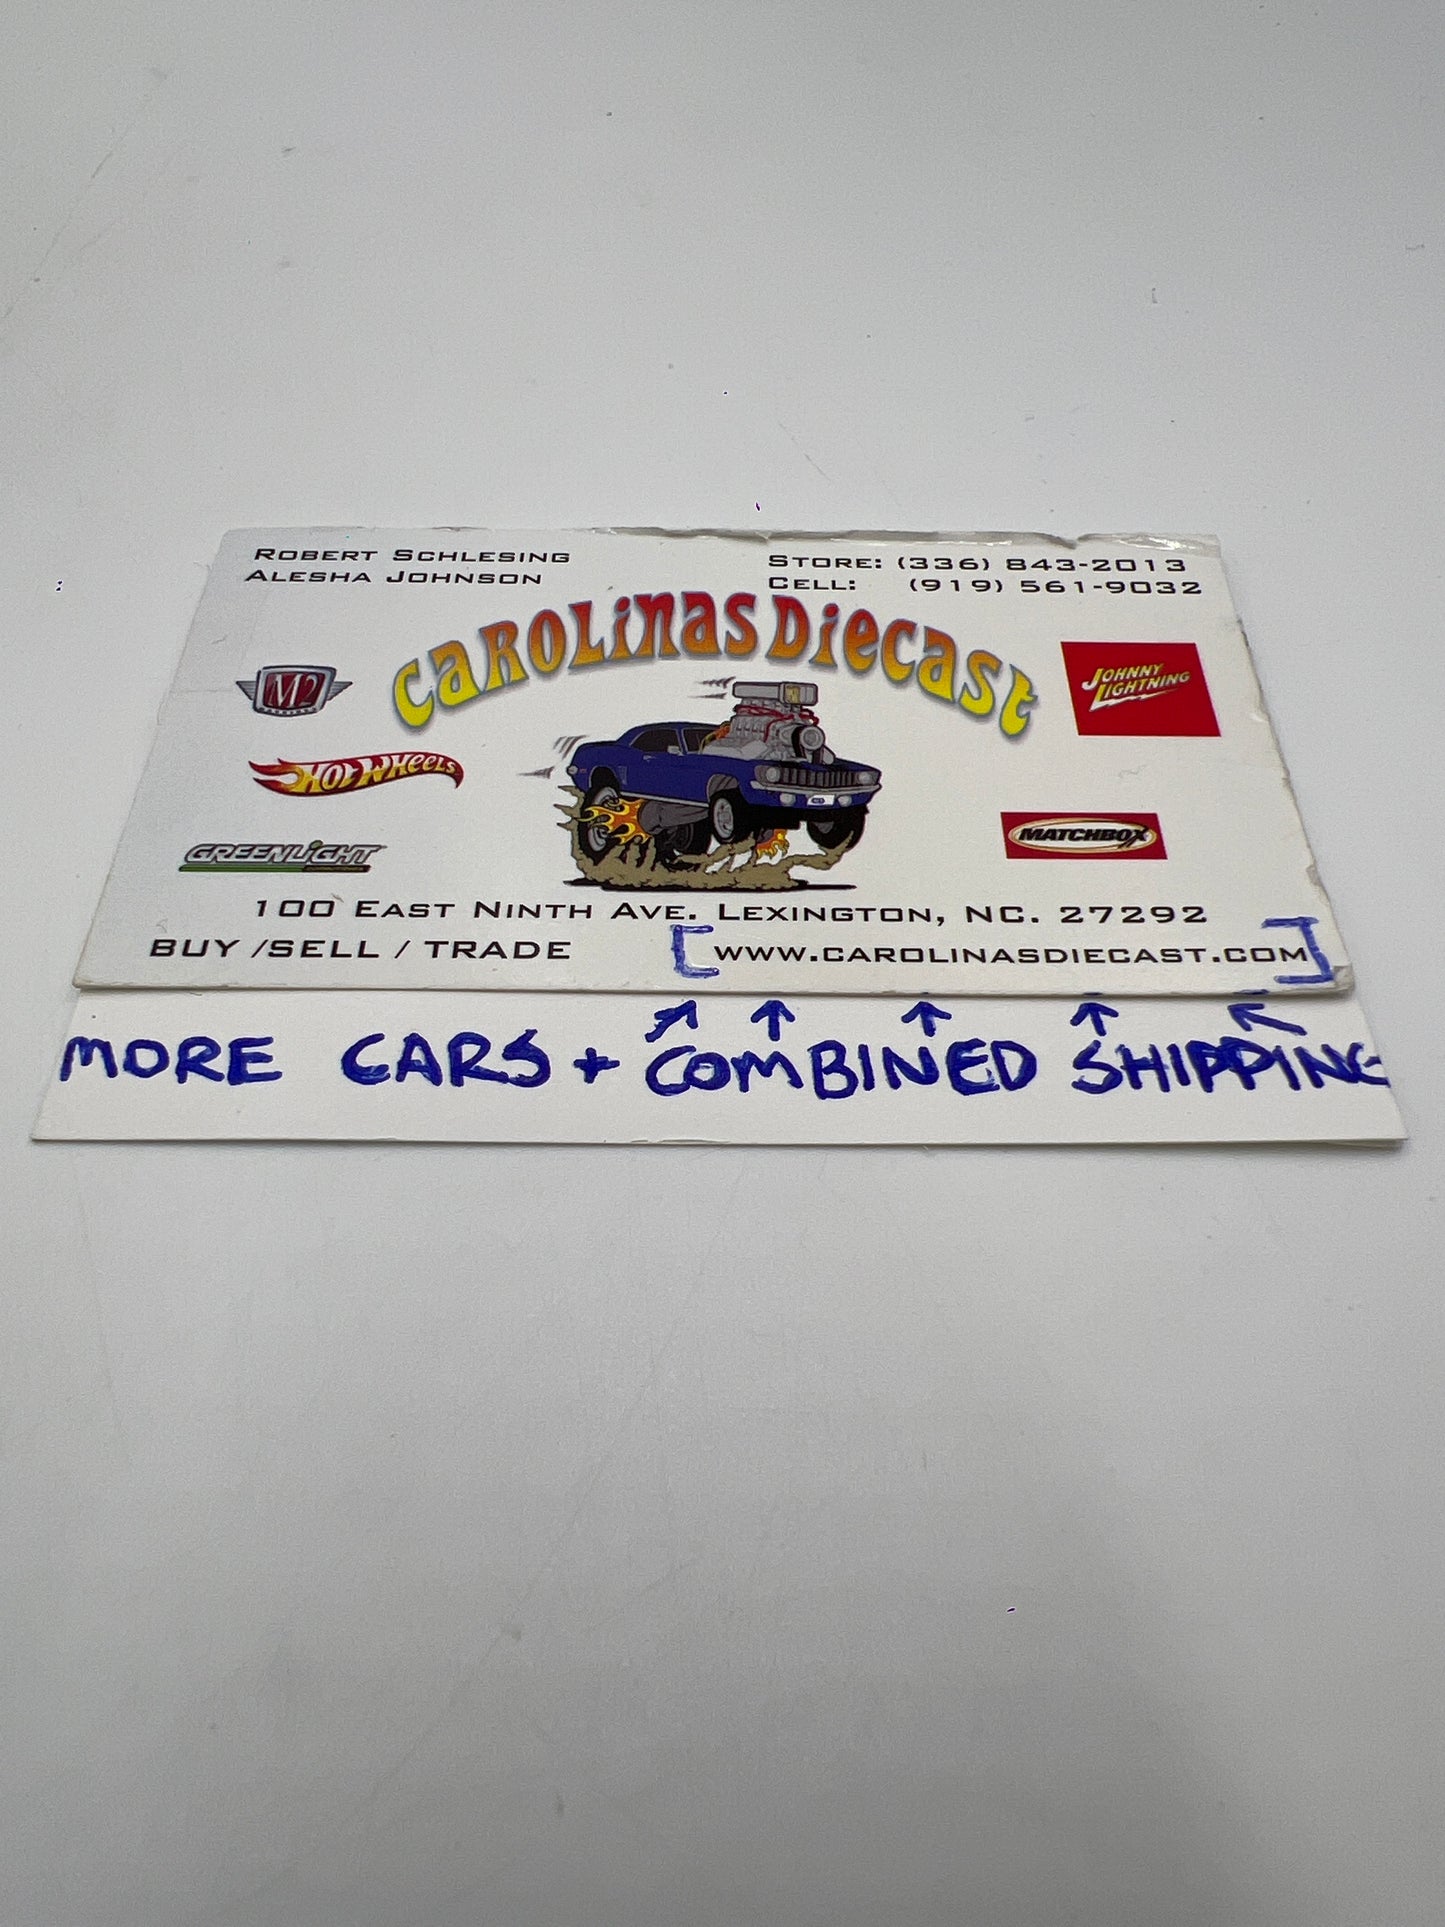 ROBERT SCHLESING
ALESHA JOHNSON
STORE: (336) 843-2013
CELL: (919) 561-9032
CAROLINAS DIECAST
M2
JOHNNY LIGHTNING
HOT WHEELS
GREENLIGHT
MATCHBOX
100 EAST NINTH AVE. LEXINGTON, NC. 27292
BUY /SELL / TRADE [WWW.CAROLINASDIECAST.COM]
MORE CARS + COMBINED SHIPPING